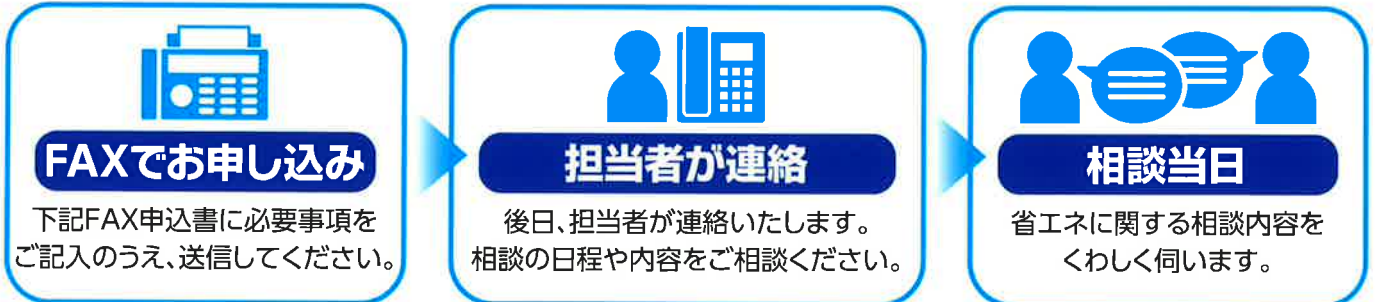 FAXでお申し込み
下記FAX申込書に必要事項を
ご記入のうえ、送信してください。
担当者が連絡
後日、担当者が連絡いたします。
相談の日程や内容をご相談ください。
相談当日
省エネに関する相談内容を
くわしく伺います。